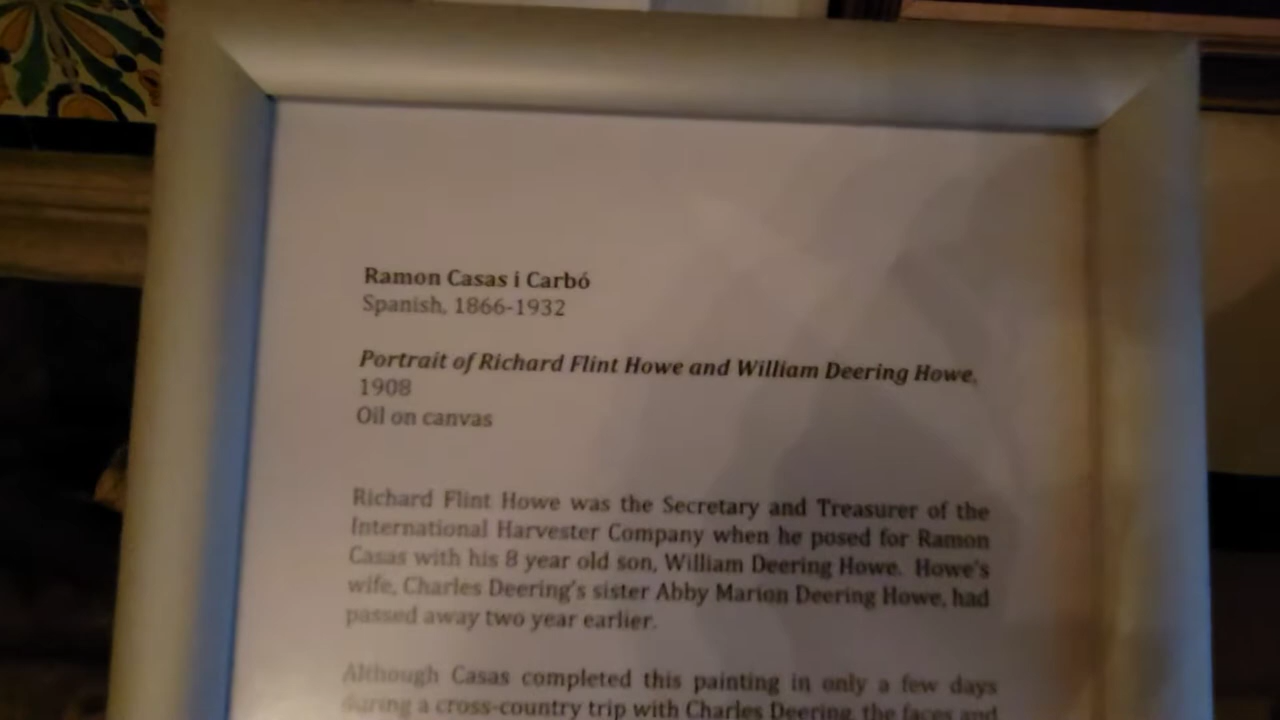 Ramon Casas i Carbó
Spanish, 1866-1932
Portrait of Richard Flint Howe and William Deering Howe,
1908
Oil on canvas
Richard Flint Howe was the Secretary and Treasurer of the
International Harvester Company when he posed for Ramon
Casas with his 8 year old son, William Deering Howe. Howe's
wife, Charles Deering's sister Abby Marion Deering Howe, had
passed away two year earlier.
Although Casas completed this painting in only a few days
during a cross-country trip with Charles Deering, the faces and